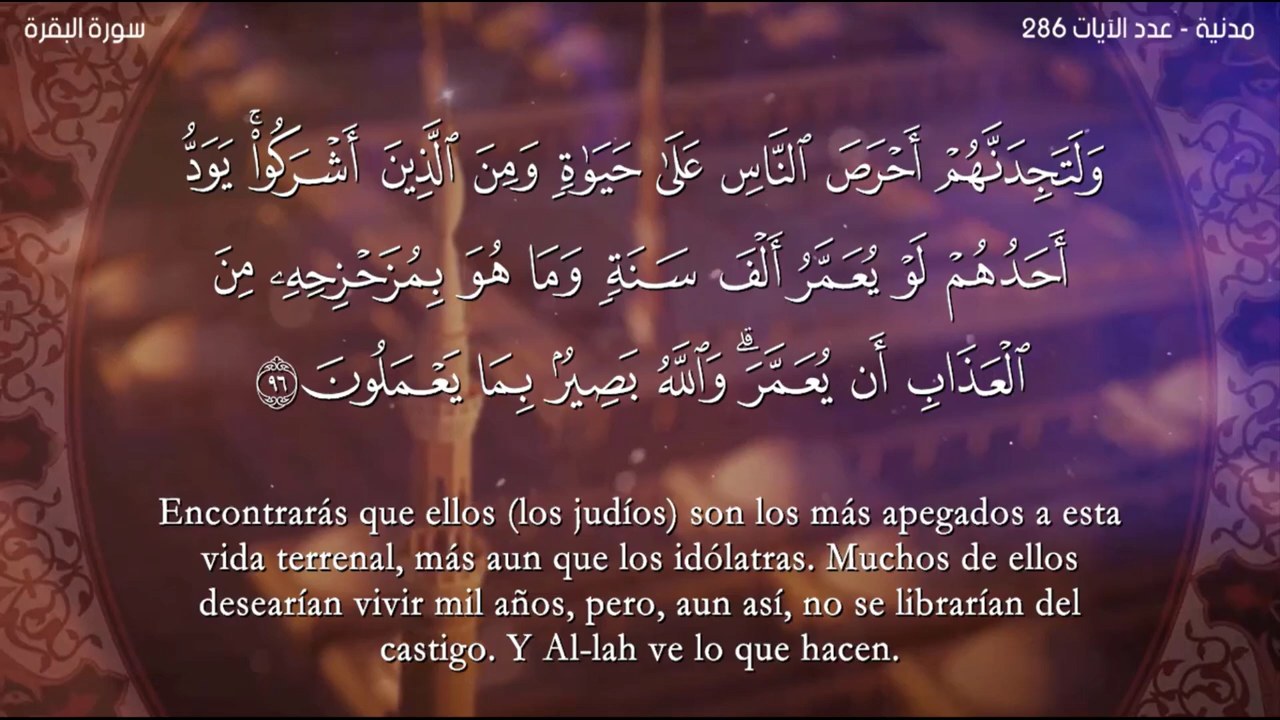 مدنية - عدد الآيات 286
سورة البقرة
وَلَتَجِدَنَّهُمْ أَحْرَصَ ٱلنَّاسِ عَلَىٰ حَيَوٰةٍ وَمِنَ ٱلَّذِينَ أَشْرَكُوا۟ ۚ يَوَدُّ
أَحَدُهُمْ لَوْ يُعَمَّرُ أَلْفَ سَنَةٍ وَمَا هُوَ بِمُزَحْزِحِهِۦ مِنَ
ٱلْعَذَابِ أَن يُعَمَّرَ ۗ وَٱللَّهُ بَصِيرٌۢ بِمَا يَعْمَلُونَ ٩٦
Encontrarás que ellos (los judíos) son los más apegados a esta
vida terrenal, más aun que los idólatras. Muchos de ellos
desearían vivir mil años, pero, aun así, no se librarían del
castigo. Y Al-lah ve lo que hacen.